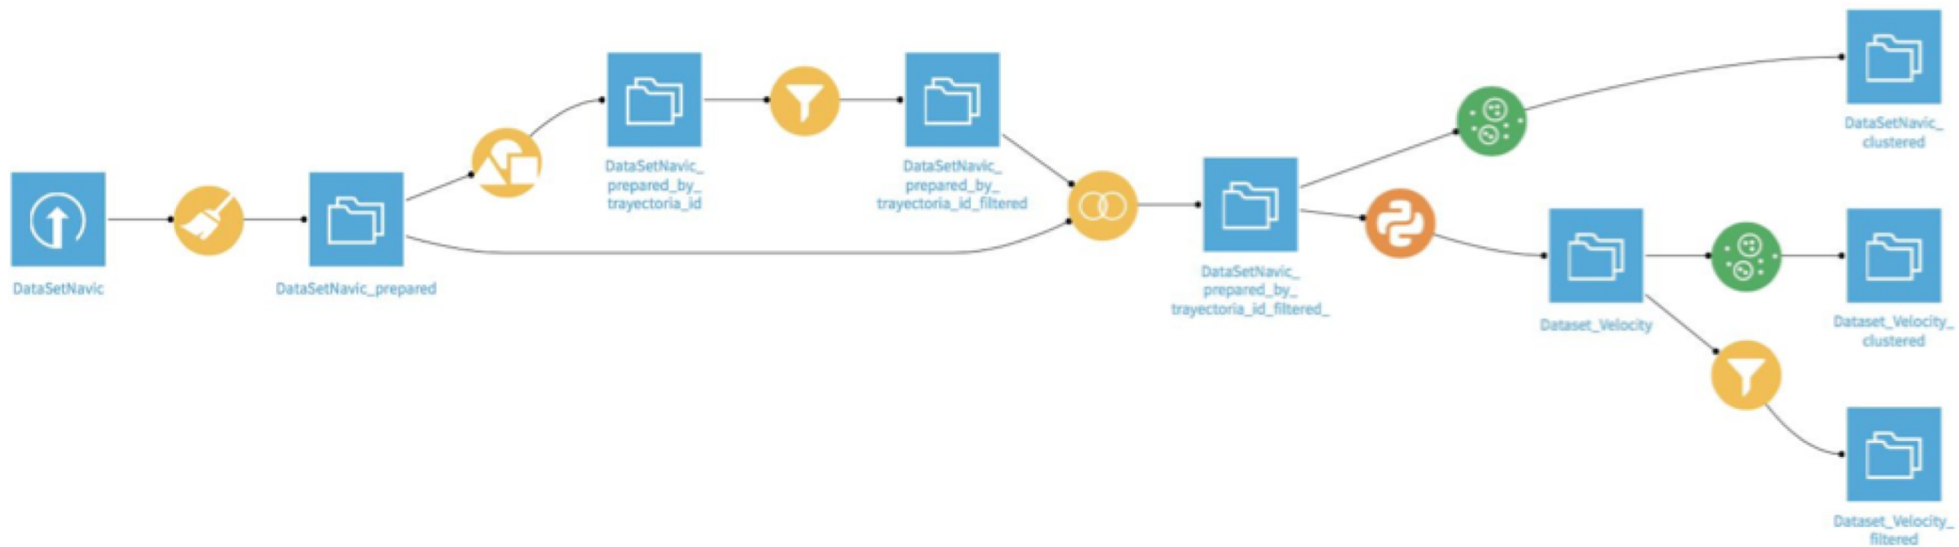 DataSetNavic
DataSetNavic_prepared
DataSetNavic_
prepared_by_
trayectoria_id
DataSetNavic_
prepared_by_
trayectoria_id_filtered
DataSetNavic_
prepared_by_
trayectoria_id_filtered_
DataSetNavic_
clustered
Dataset_Velocity
Dataset_Velocity_
clustered
Dataset_Velocity_
filtered